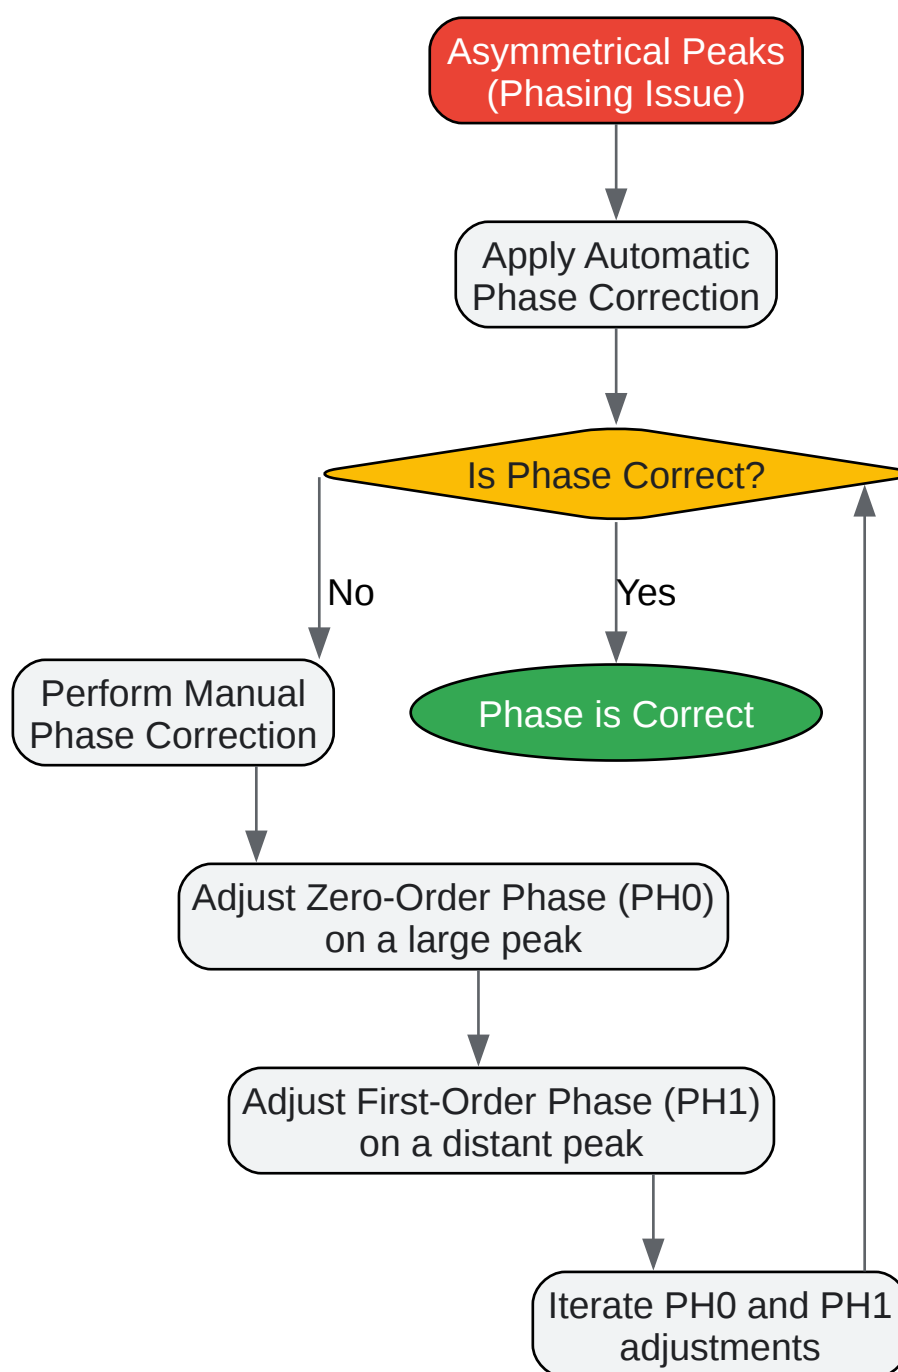 Asymmetrical Peaks
(Phasing Issue)
Apply Automatic
Phase Correction
Is Phase Correct?
No
Yes
Perform Manual
Phase Correction
Phase is Correct
Adjust Zero-Order Phase (PH0)
on a large peak
Adjust First-Order Phase (PH1)
on a distant peak
Iterate PH0 and PH1
adjustments